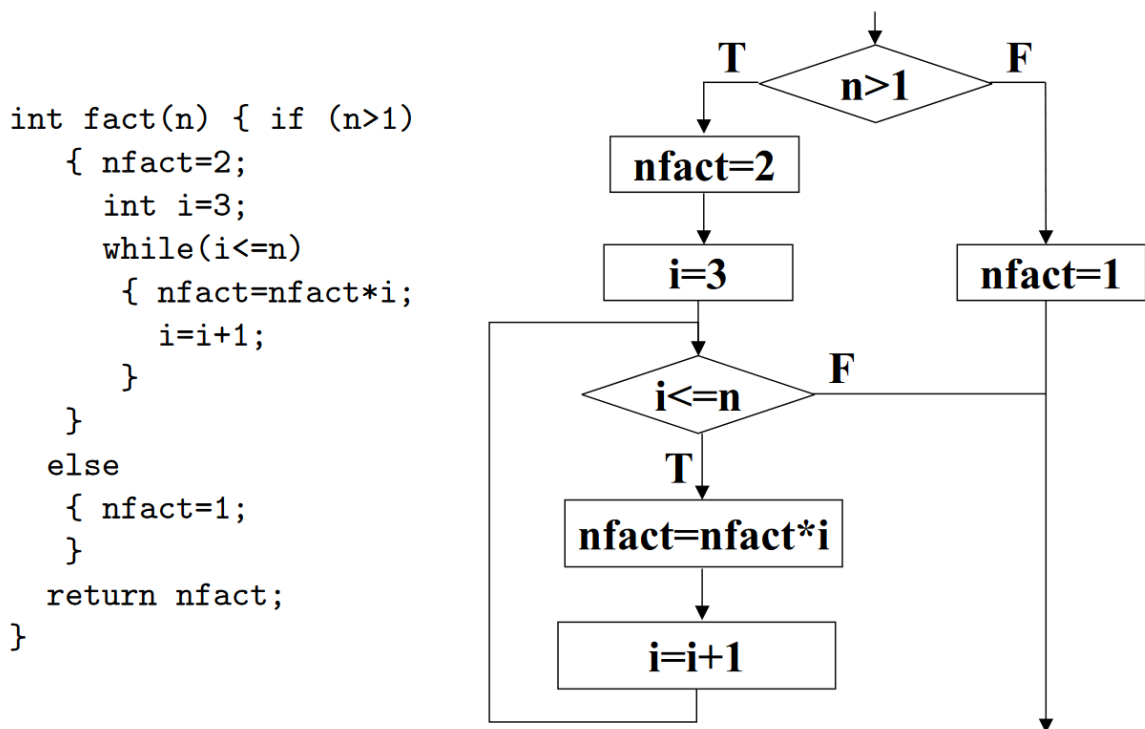 int fact(n) { if (n>1)
{ nfact=2;
int i=3;
while(i<=n)
{ nfact=nfact*i;
i=i+1;
}
}
else
{ nfact=1;
}
return nfact;
}
T
F
n>1
nfact=2
i=3
nfact=1
i<=n
F
T
nfact=nfact*i
i=i+1